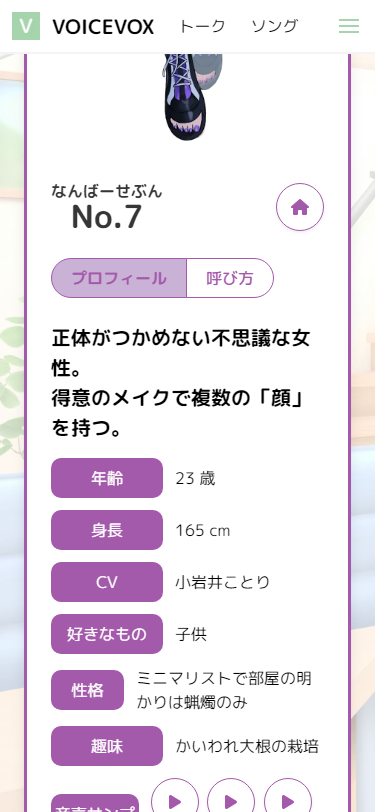 V VOICEVOX トーク ソング
なんばーせぶん
No.7
プロフィール 呼び方
正体がつかめない不思議な女
性。
得意のメイクで複数の「顔」
を持つ。
年齢 23 歳
身長 165 cm
CV 小岩井ことり
好きなもの 子供
性格 ミニマリストで部屋の明
かりは蝋燭のみ
趣味 かいわれ大根の栽培
音声サンプ